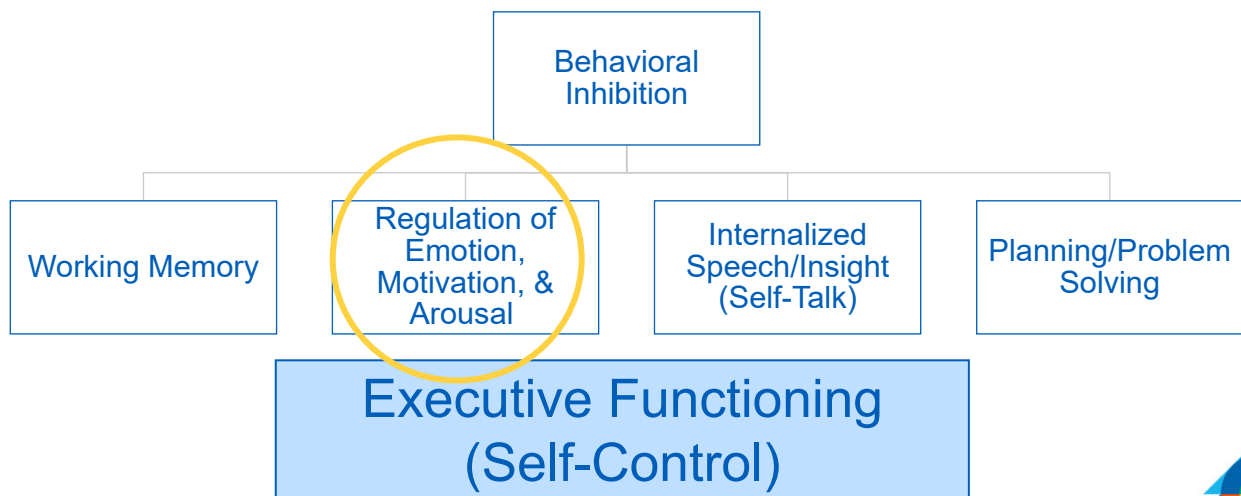 Behavioral
Inhibition
Working Memory
Regulation of
Emotion,
Motivation, &
Arousal
Internalized
Speech/Insight
(Self-Talk)
Planning/Problem
Solving
Executive Functioning
(Self-Control)